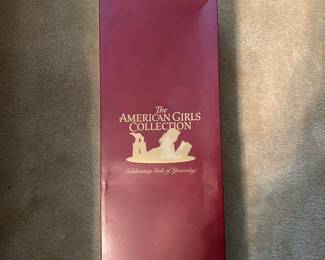 The
AMERICAN GIRLS
COLLECTION
Celebrating Girls of Yesterday